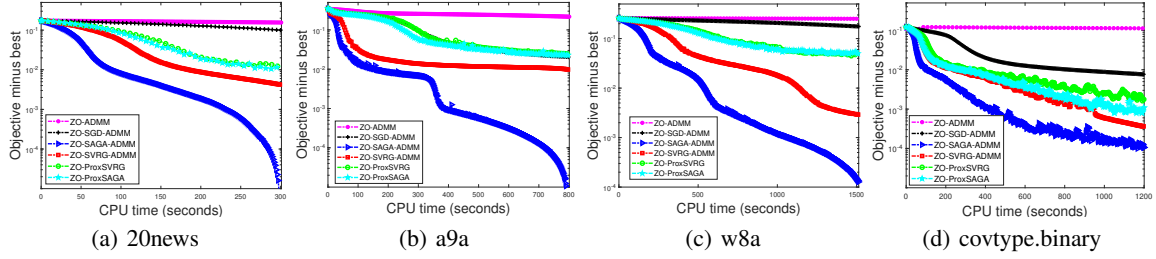 Objective minus best
10^-1
10^-2
10^-3
10^-4
ZO-ADMM
ZO-SGD-ADMM
ZO-SAGA-ADMM
ZO-SVRG-ADMM
ZO-ProxSVRG
ZO-ProxSAGA
0 50 100 150 200 250 300
CPU time (seconds)
(a) 20news
Objective minus best
10^-1
10^-2
10^-3
10^-4
ZO-ADMM
ZO-SGD-ADMM
ZO-SAGA-ADMM
ZO-SVRG-ADMM
ZO-ProxSVRG
ZO-ProxSAGA
0 100 200 300 400 500 600 700 800
CPU time (seconds)
(b) a9a
Objective minus best
10^-1
10^-2
10^-3
10^-4
ZO-ADMM
ZO-SGD-ADMM
ZO-SAGA-ADMM
ZO-SVRG-ADMM
ZO-ProxSVRG
ZO-ProxSAGA
0 500 1000 1500
CPU time (seconds)
(c) w8a
Objective minus best
10^-1
10^-2
10^-3
10^-4
ZO-ADMM
ZO-SGD-ADMM
ZO-SAGA-ADMM
ZO-SVRG-ADMM
ZO-ProxSVRG
ZO-ProxSAGA
0 200 400 600 800 1000 1200
CPU time (seconds)
(d) covtype.binary